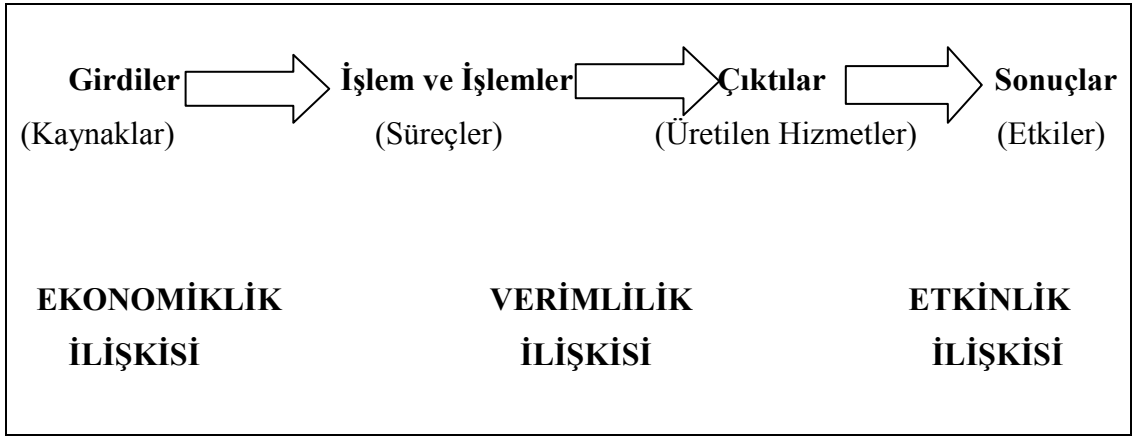 Girdiler İşlem ve İşlemler Çıktılar Sonuçlar
(Kaynaklar) (Süreçler) (Üretilen Hizmetler) (Etkiler)
EKONOMİKLİK VERİMLİLİK ETKİNLİK
İLİŞKİSİ İLİŞKİSİ İLİŞKİSİ